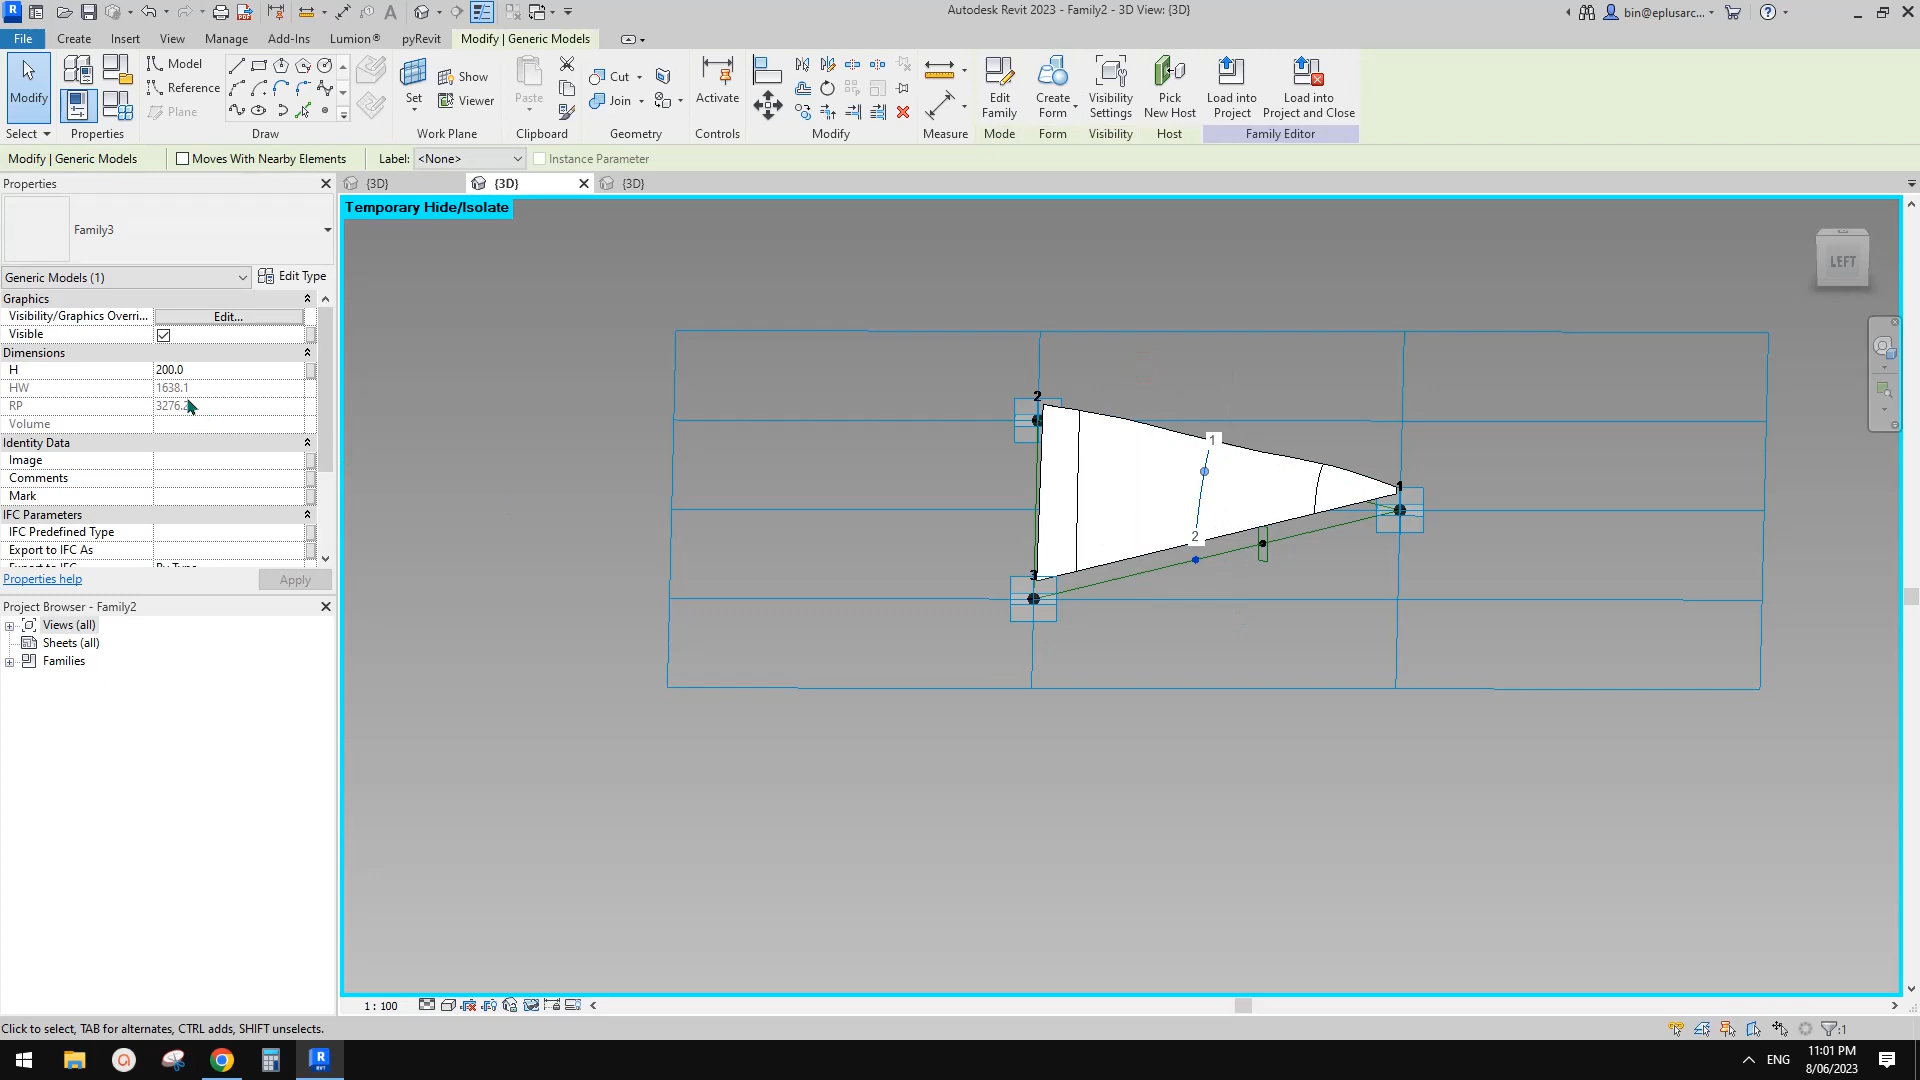 Autodesk Revit 2023 - Family2 - 3D View: {3D}
bin@eplusarc...
File Create Insert View Manage Add-Ins Lumion® pyRevit Modify | Generic Models
Modify
Select
Properties
Model
Reference
Plane
Draw
Set
Show
Viewer
Work Plane
Paste
Clipboard
Cut
Join
Geometry
Activate
Controls
Modify
Measure
Edit
Family
Mode
Create
Form
Form
Visibility
Settings
Visibility
Pick
New Host
Host
Load into
Project
Load into
Project and Close
Family Editor
Modify | Generic Models Moves With Nearby Elements Label: <None> Instance Parameter
Properties
{3D} {3D} {3D}
Temporary Hide/Isolate
Family3
Generic Models (1) Edit Type
Graphics
Visibility/Graphics Overri... Edit...
Visible
Dimensions
H 200.0
HW 1638.1
RP 3276.
Volume
Identity Data
Image
Comments
Mark
IFC Parameters
IFC Predefined Type
Export to IFC As
Properties help Apply
Project Browser - Family2
Views (all)
Sheets (all)
Families
LEFT
2
1
1
2
3
1 : 100
Click to select, TAB for alternates, CTRL adds, SHIFT unselects.
:1
ENG
11:01 PM
8/06/2023